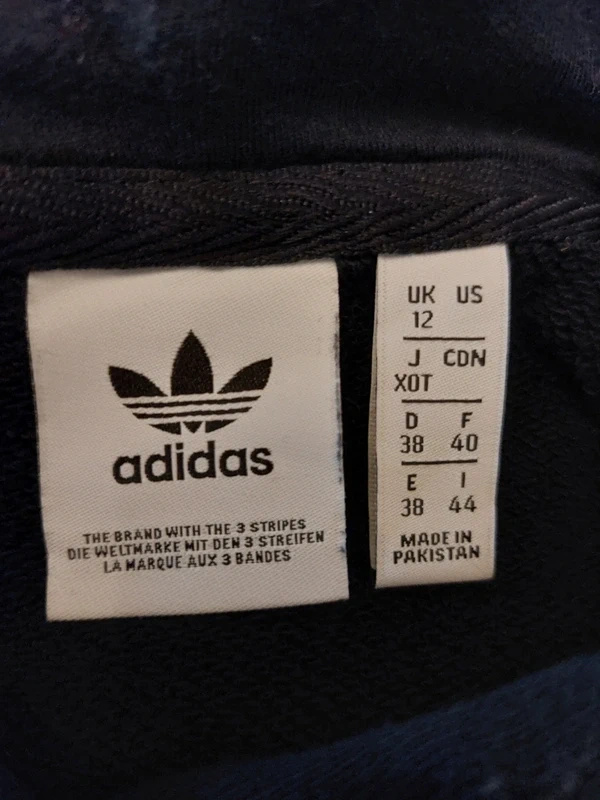 adidas
THE BRAND WITH THE 3 STRIPES
DIE WELTMARKE MIT DEN 3 STREIFEN
LA MARQUE AUX 3 BANDES
UK US
12
J CDN
XOT
D F
38 40
E I
38 44
MADE IN
PAKISTAN